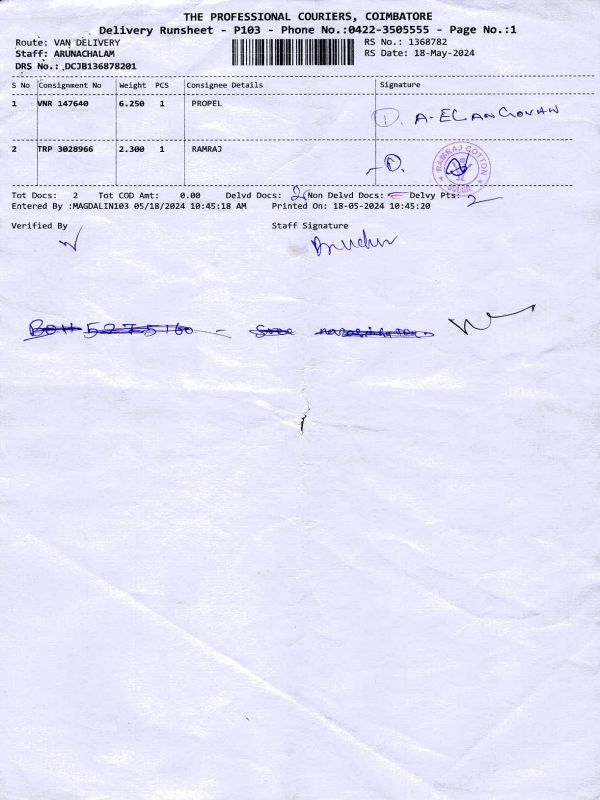 THE PROFESSIONAL COURIERS, COIMBATORE
Delivery Runsheet - P103 - Phone No.:0422-3505555 - Page No.:1
Route: VAN DELIVERY RS No.: 1368782
Staff: ARUNACHALAM RS Date: 18-May-2024
DRS No.: DCJB136878201
S No Consignment No Weight PCS Consignee Details Signature
1 VNR 147640 6.250 1 PROPEL 1. A-ELANGOVAN
2 TRP 3028966 2.300 1 RAMRAJ 1.
RAMRAJ COTTON
Tot Docs: 2 Tot COD Amt: 0.00 Delvd Docs: 2 Non Delvd Docs: Delvy Pts: 2
Entered By :MAGDALIN103 05/18/2024 10:45:18 AM Printed On: 18-05-2024 10:45:20
Verified By Staff Signature